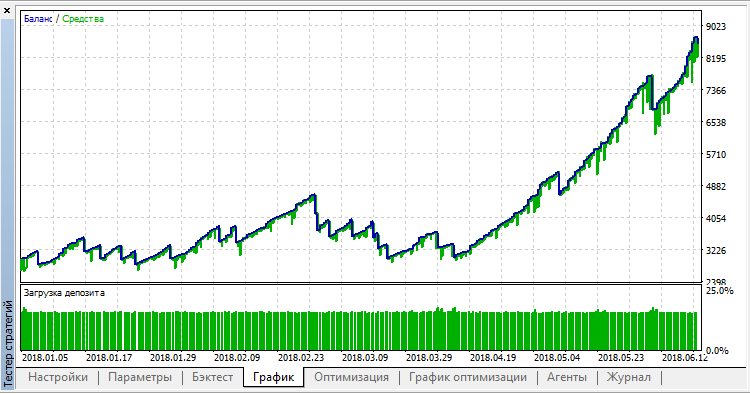 Баланс / Средства
9023
8195
7366
6538
5710
4882
4054
3226
2398
Загрузка депозита
25.0%
0.0%
2018.01.05 2018.01.17 2018.01.29 2018.02.09 2018.02.23 2018.03.09 2018.03.29 2018.04.19 2018.05.04 2018.05.23 2018.06.12
Тестер стратегий
Настройки Параметры Бэктест График Оптимизация График оптимизации Агенты Журнал